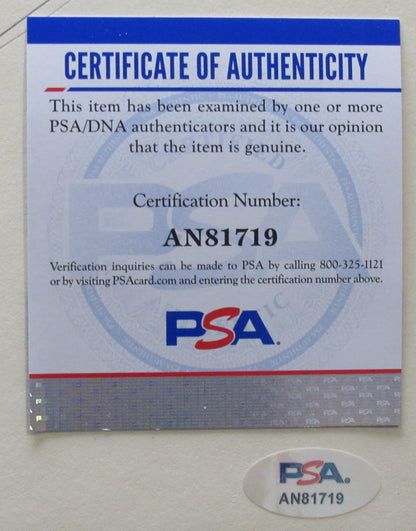 CERTIFICATE OF AUTHENTICITY
This item has been examined by one or more
PSA/DNA authenticators and it is our opinion
that the item is genuine.
Certification Number:
AN81719
Verification inquiries can be made to PSA by calling 800-325-1121
or by visiting PSAcard.com and entering the certification number above.
PSA.
PSA.
AN81719